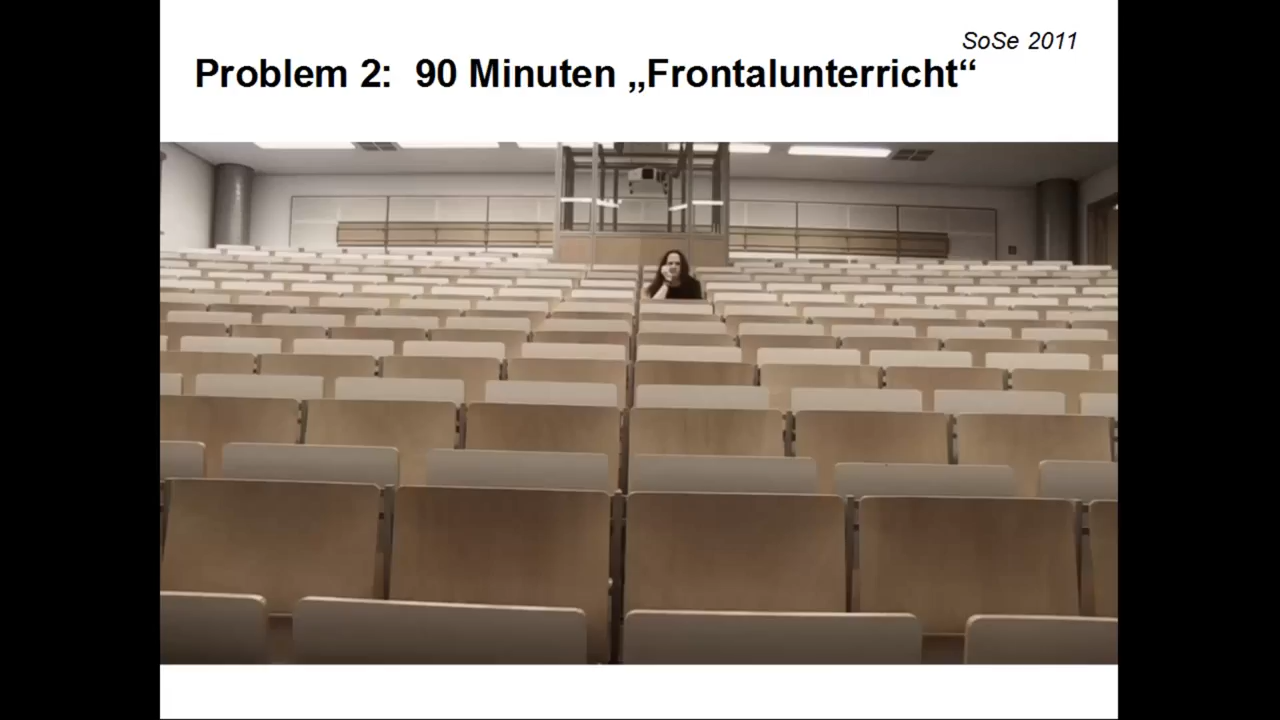 SoSe 2011
Problem 2: 90 Minuten „Frontalunterricht“